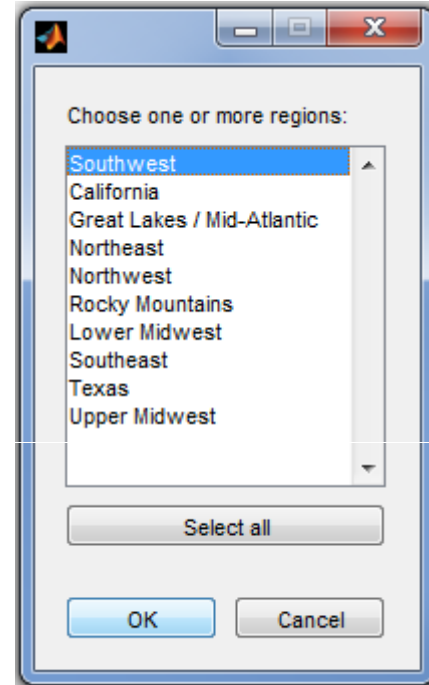 Choose one or more regions:
Southwest
California
Great Lakes / Mid-Atlantic
Northeast
Northwest
Rocky Mountains
Lower Midwest
Southeast
Texas
Upper Midwest
Select all
OK Cancel